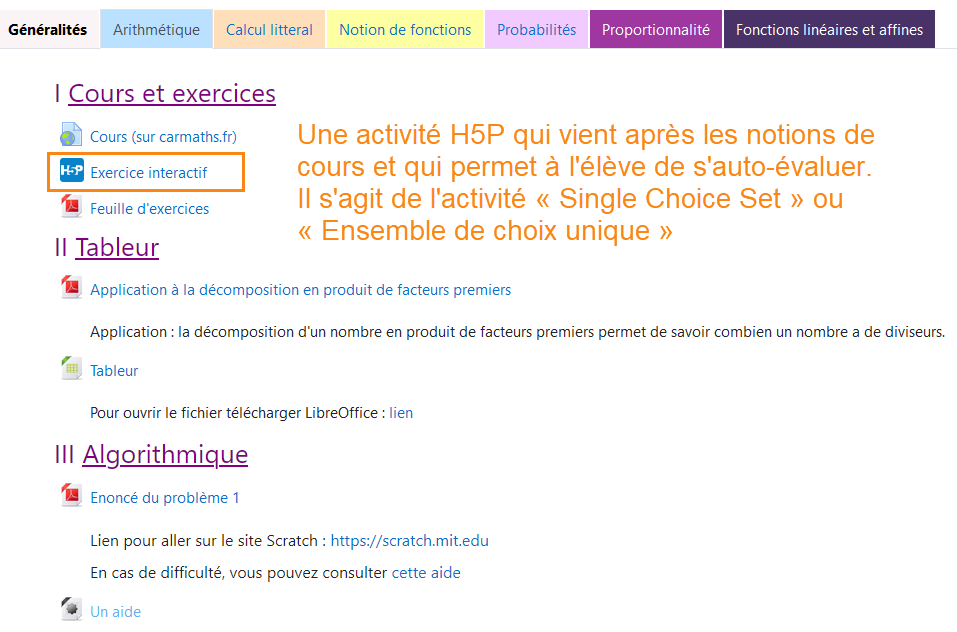 Généralités Arithmétique Calcul litteral Notion de fonctions Probabilités Proportionnalité Fonctions linéaires et affines
I Cours et exercices
Cours (sur carmaths.fr)
H5P Exercice interactif
Feuille d'exercices
Une activité H5P qui vient après les notions de
cours et qui permet à l'élève de s'auto-évaluer.
Il s'agit de l'activité « Single Choice Set » ou
« Ensemble de choix unique »
II Tableur
Application à la décomposition en produit de facteurs premiers
Application : la décomposition d'un nombre en produit de facteurs premiers permet de savoir combien un nombre a de diviseurs.
Tableur
Pour ouvrir le fichier télécharger LibreOffice : lien
III Algorithmique
Enoncé du problème 1
Lien pour aller sur le site Scratch : https://scratch.mit.edu
En cas de difficulté, vous pouvez consulter cette aide
Un aide